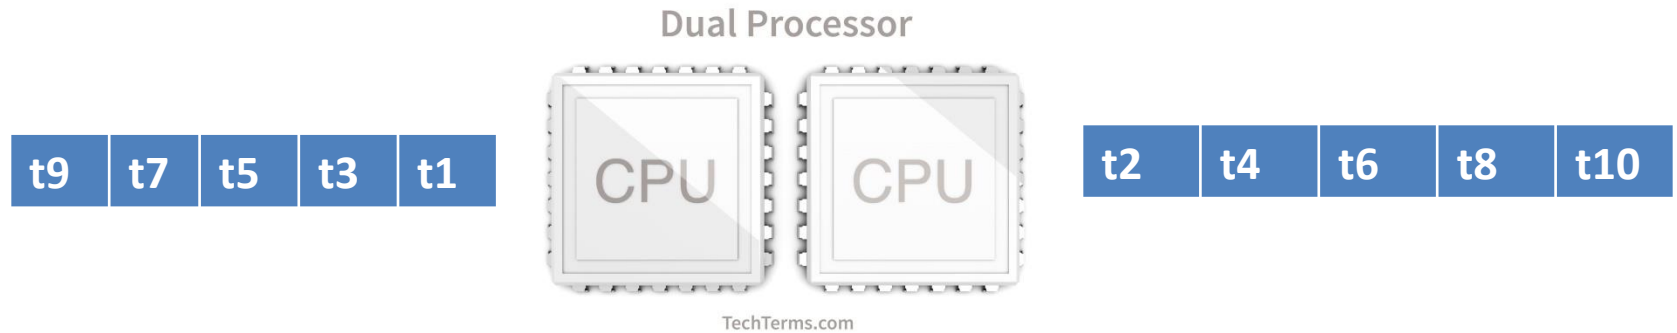 Dual Processor
t9 t7 t5 t3 t1
CPU CPU
t2 t4 t6 t8 t10
TechTerms.com